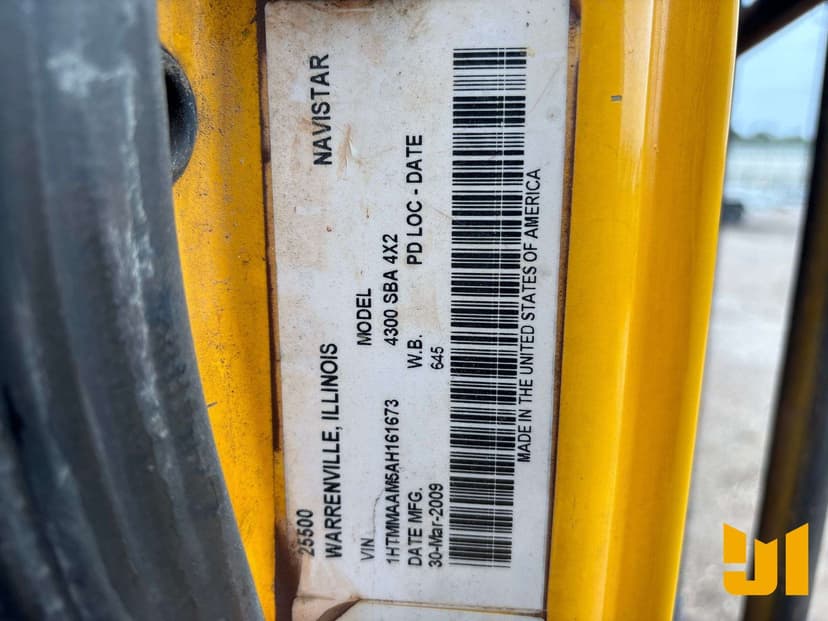 25500
WARRENVILLE, ILLINOIS NAVISTAR
VIN MODEL
1HTMMAAM5AH161673 4300 SBA 4X2
DATE MFG. W.B. PD LOC - DATE
30-Mar-2009 645
MADE IN THE UNITED STATES OF AMERICA